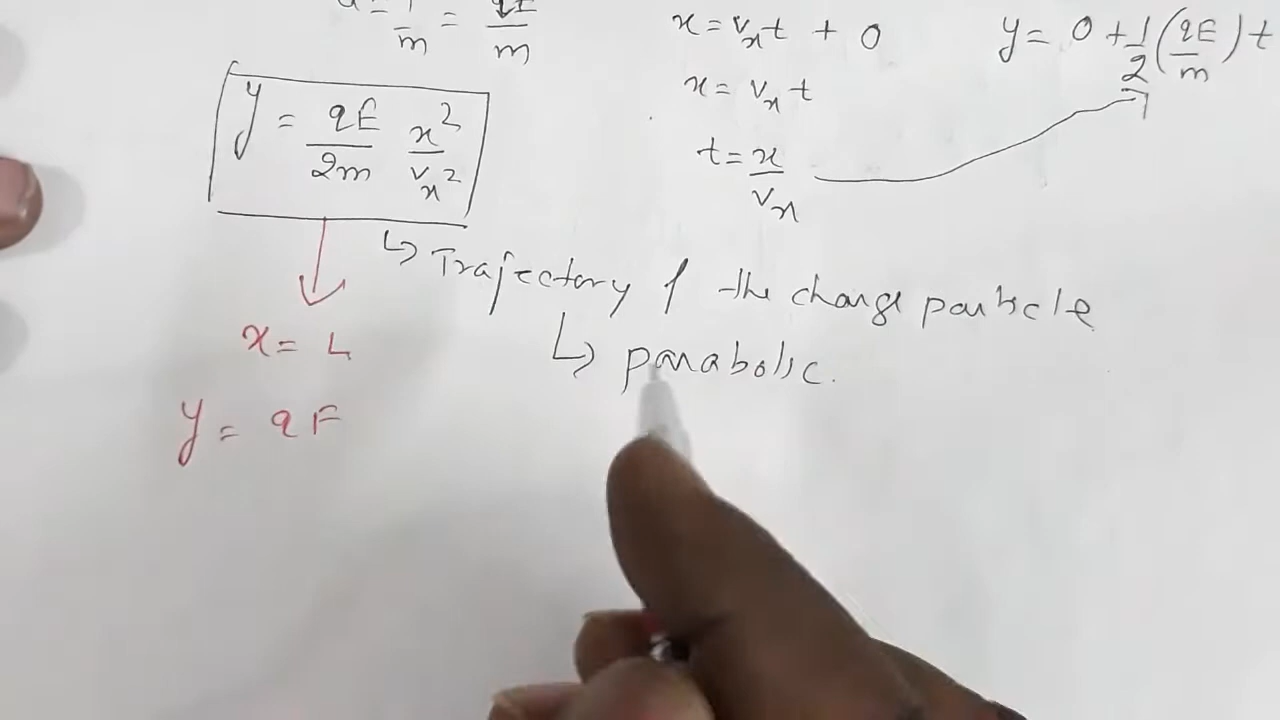 = qE/m
x = vₓt + 0
y = 0 + 1/2 (qE/m) t
x = vₓ t
y = qE/2m x²/vₓ²
t = x/vₓ
↳ Trajectory of the charge particle
↳ parabolic.
x = L
y = qE